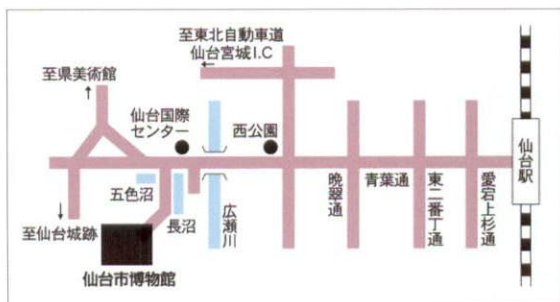 至東北自動車道
仙台宮城I.C
←
至県美術館
↑
仙台国際
センター
西公園
仙台駅
五色沼
長沼
広瀬川
晩翠通
青葉通
東二番丁通
愛宕上杉通
↓
至仙台城跡
仙台市博物館